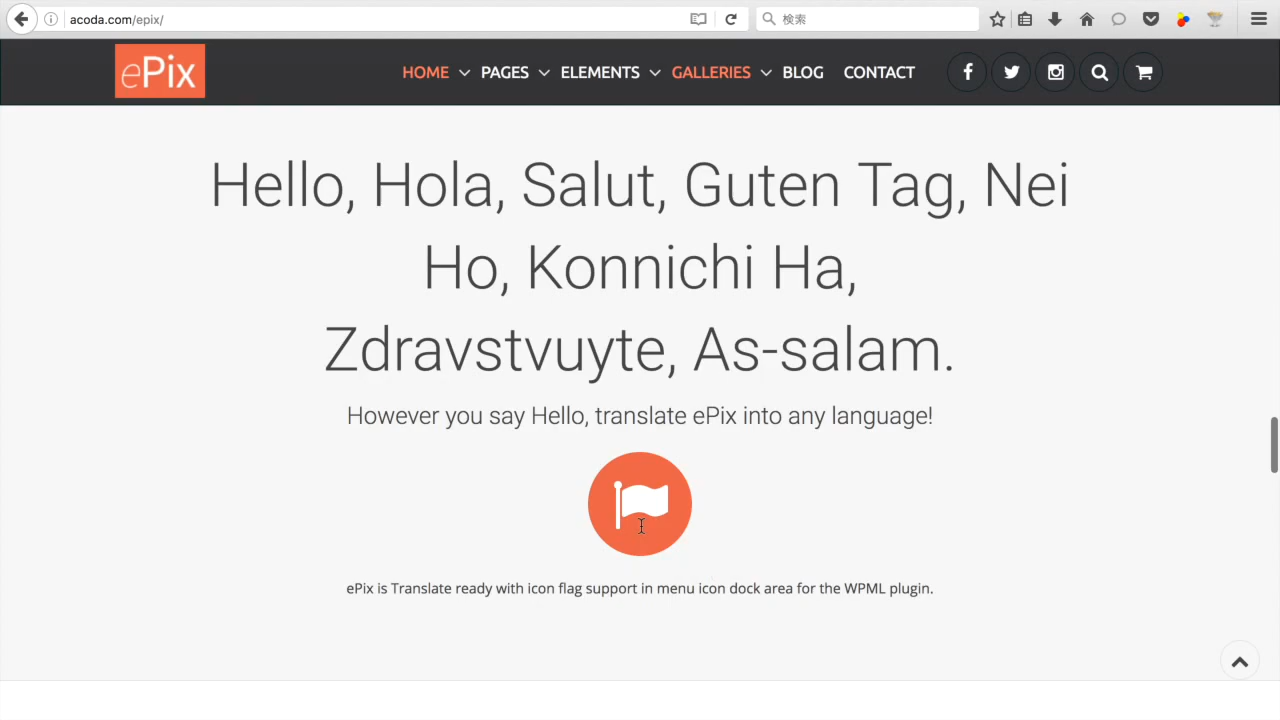 acoda.com/epix/
検索
ePix
HOME PAGES ELEMENTS GALLERIES BLOG CONTACT
Hello, Hola, Salut, Guten Tag, Nei
Ho, Konnichi Ha,
Zdravstvuyte, As-salam.
However you say Hello, translate ePix into any language!
ePix is Translate ready with icon flag support in menu icon dock area for the WPML plugin.